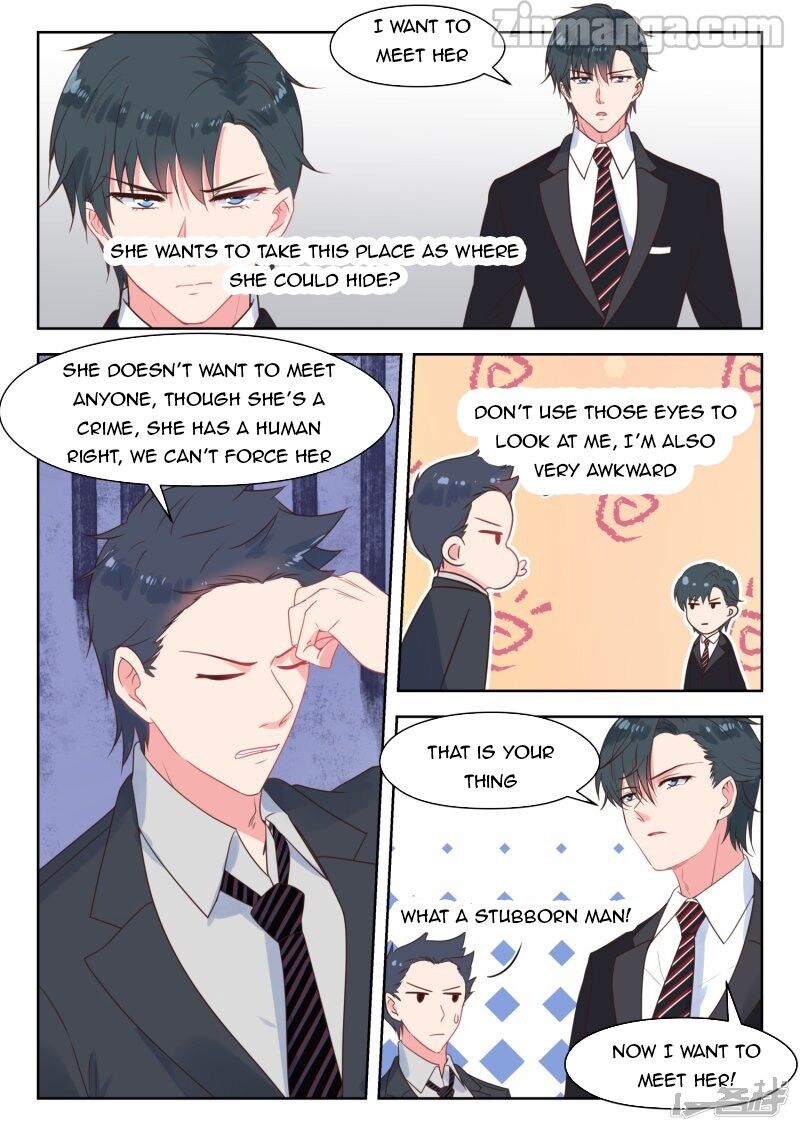 Zinmanga.com
I WANT TO
MEET HER
SHE WANTS TO TAKE THIS PLACE AS WHERE
SHE COULD HIDE?
SHE DOESN'T WANT TO MEET
ANYONE, THOUGH SHE'S A
CRIME, SHE HAS A HUMAN
RIGHT, WE CAN'T FORCE HER
DON'T USE THOSE EYES TO
LOOK AT ME, I'M ALSO
VERY AWKWARD
THAT IS YOUR
THING
WHAT A STUBBORN MAN!
NOW I WANT TO
MEET HER!